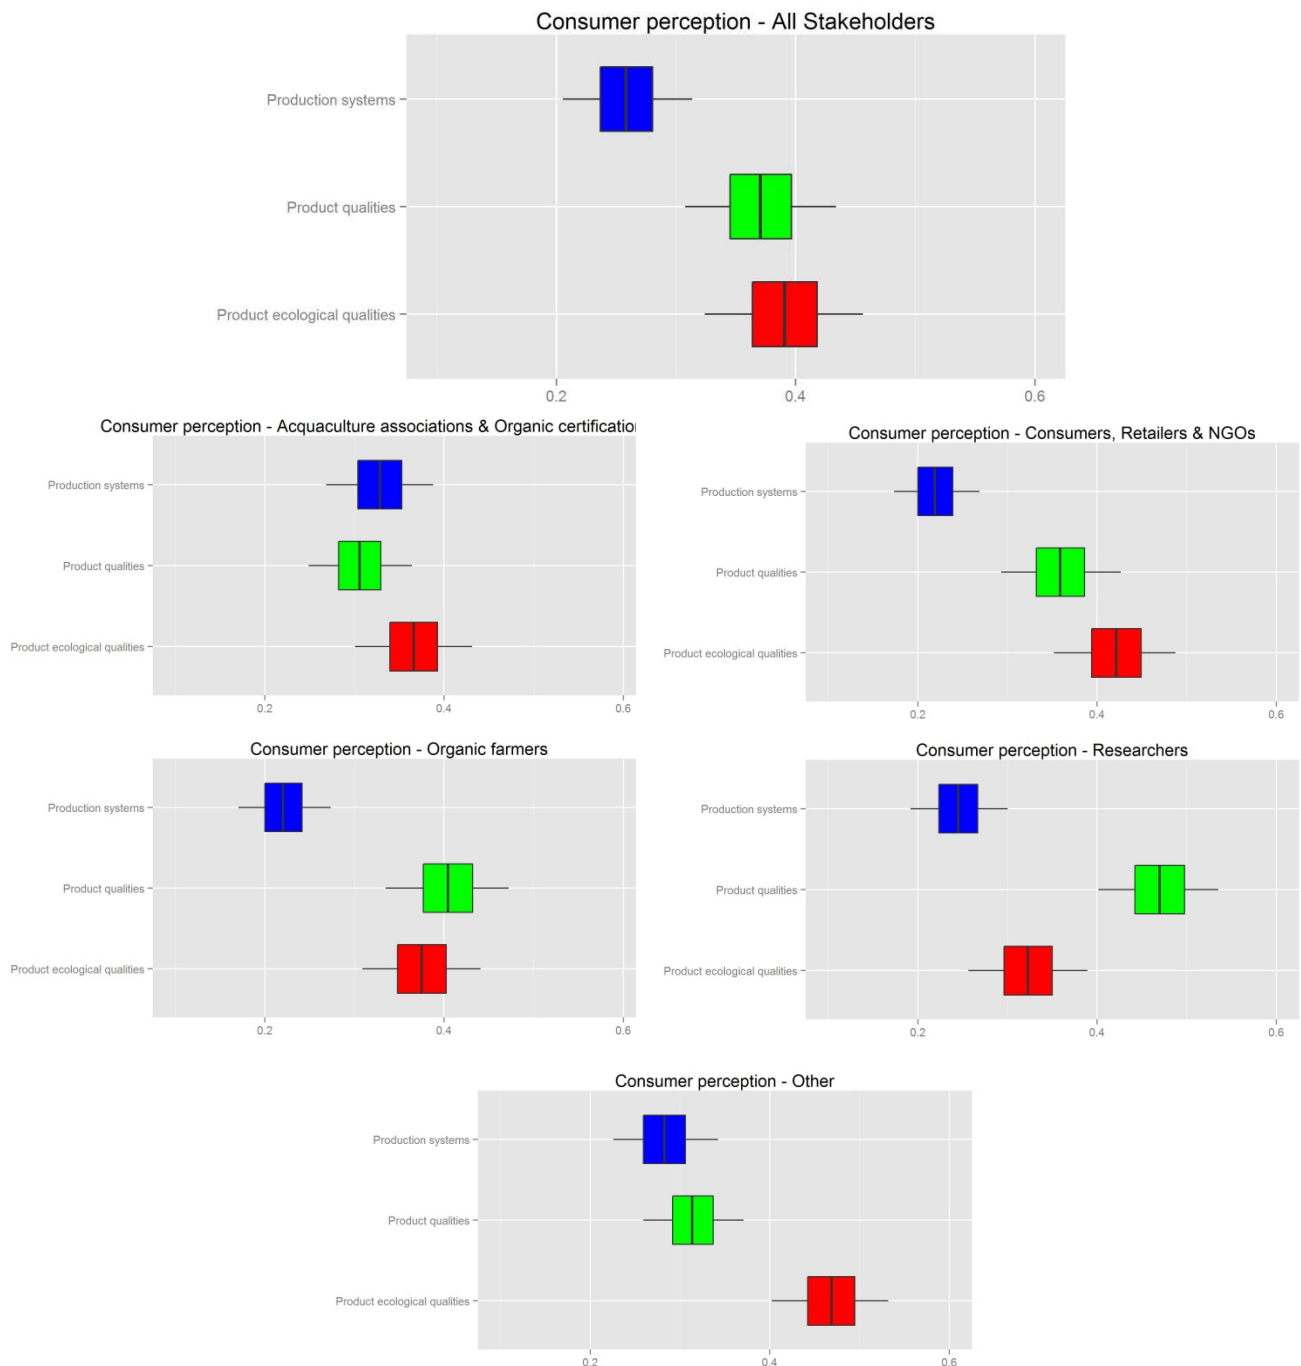 Consumer perception - All Stakeholders
Production systems
Product qualities
Product ecological qualities
0.2 0.4 0.6
Consumer perception - Acquaculture associations & Organic certification
Production systems
Product qualities
Product ecological qualities
0.2 0.4 0.6
Consumer perception - Consumers, Retailers & NGOs
Production systems
Product qualities
Product ecological qualities
0.2 0.4 0.6
Consumer perception - Organic farmers
Production systems
Product qualities
Product ecological qualities
0.2 0.4 0.6
Consumer perception - Researchers
Production systems
Product qualities
Product ecological qualities
0.2 0.4 0.6
Consumer perception - Other
Production systems
Product qualities
Product ecological qualities
0.2 0.4 0.6